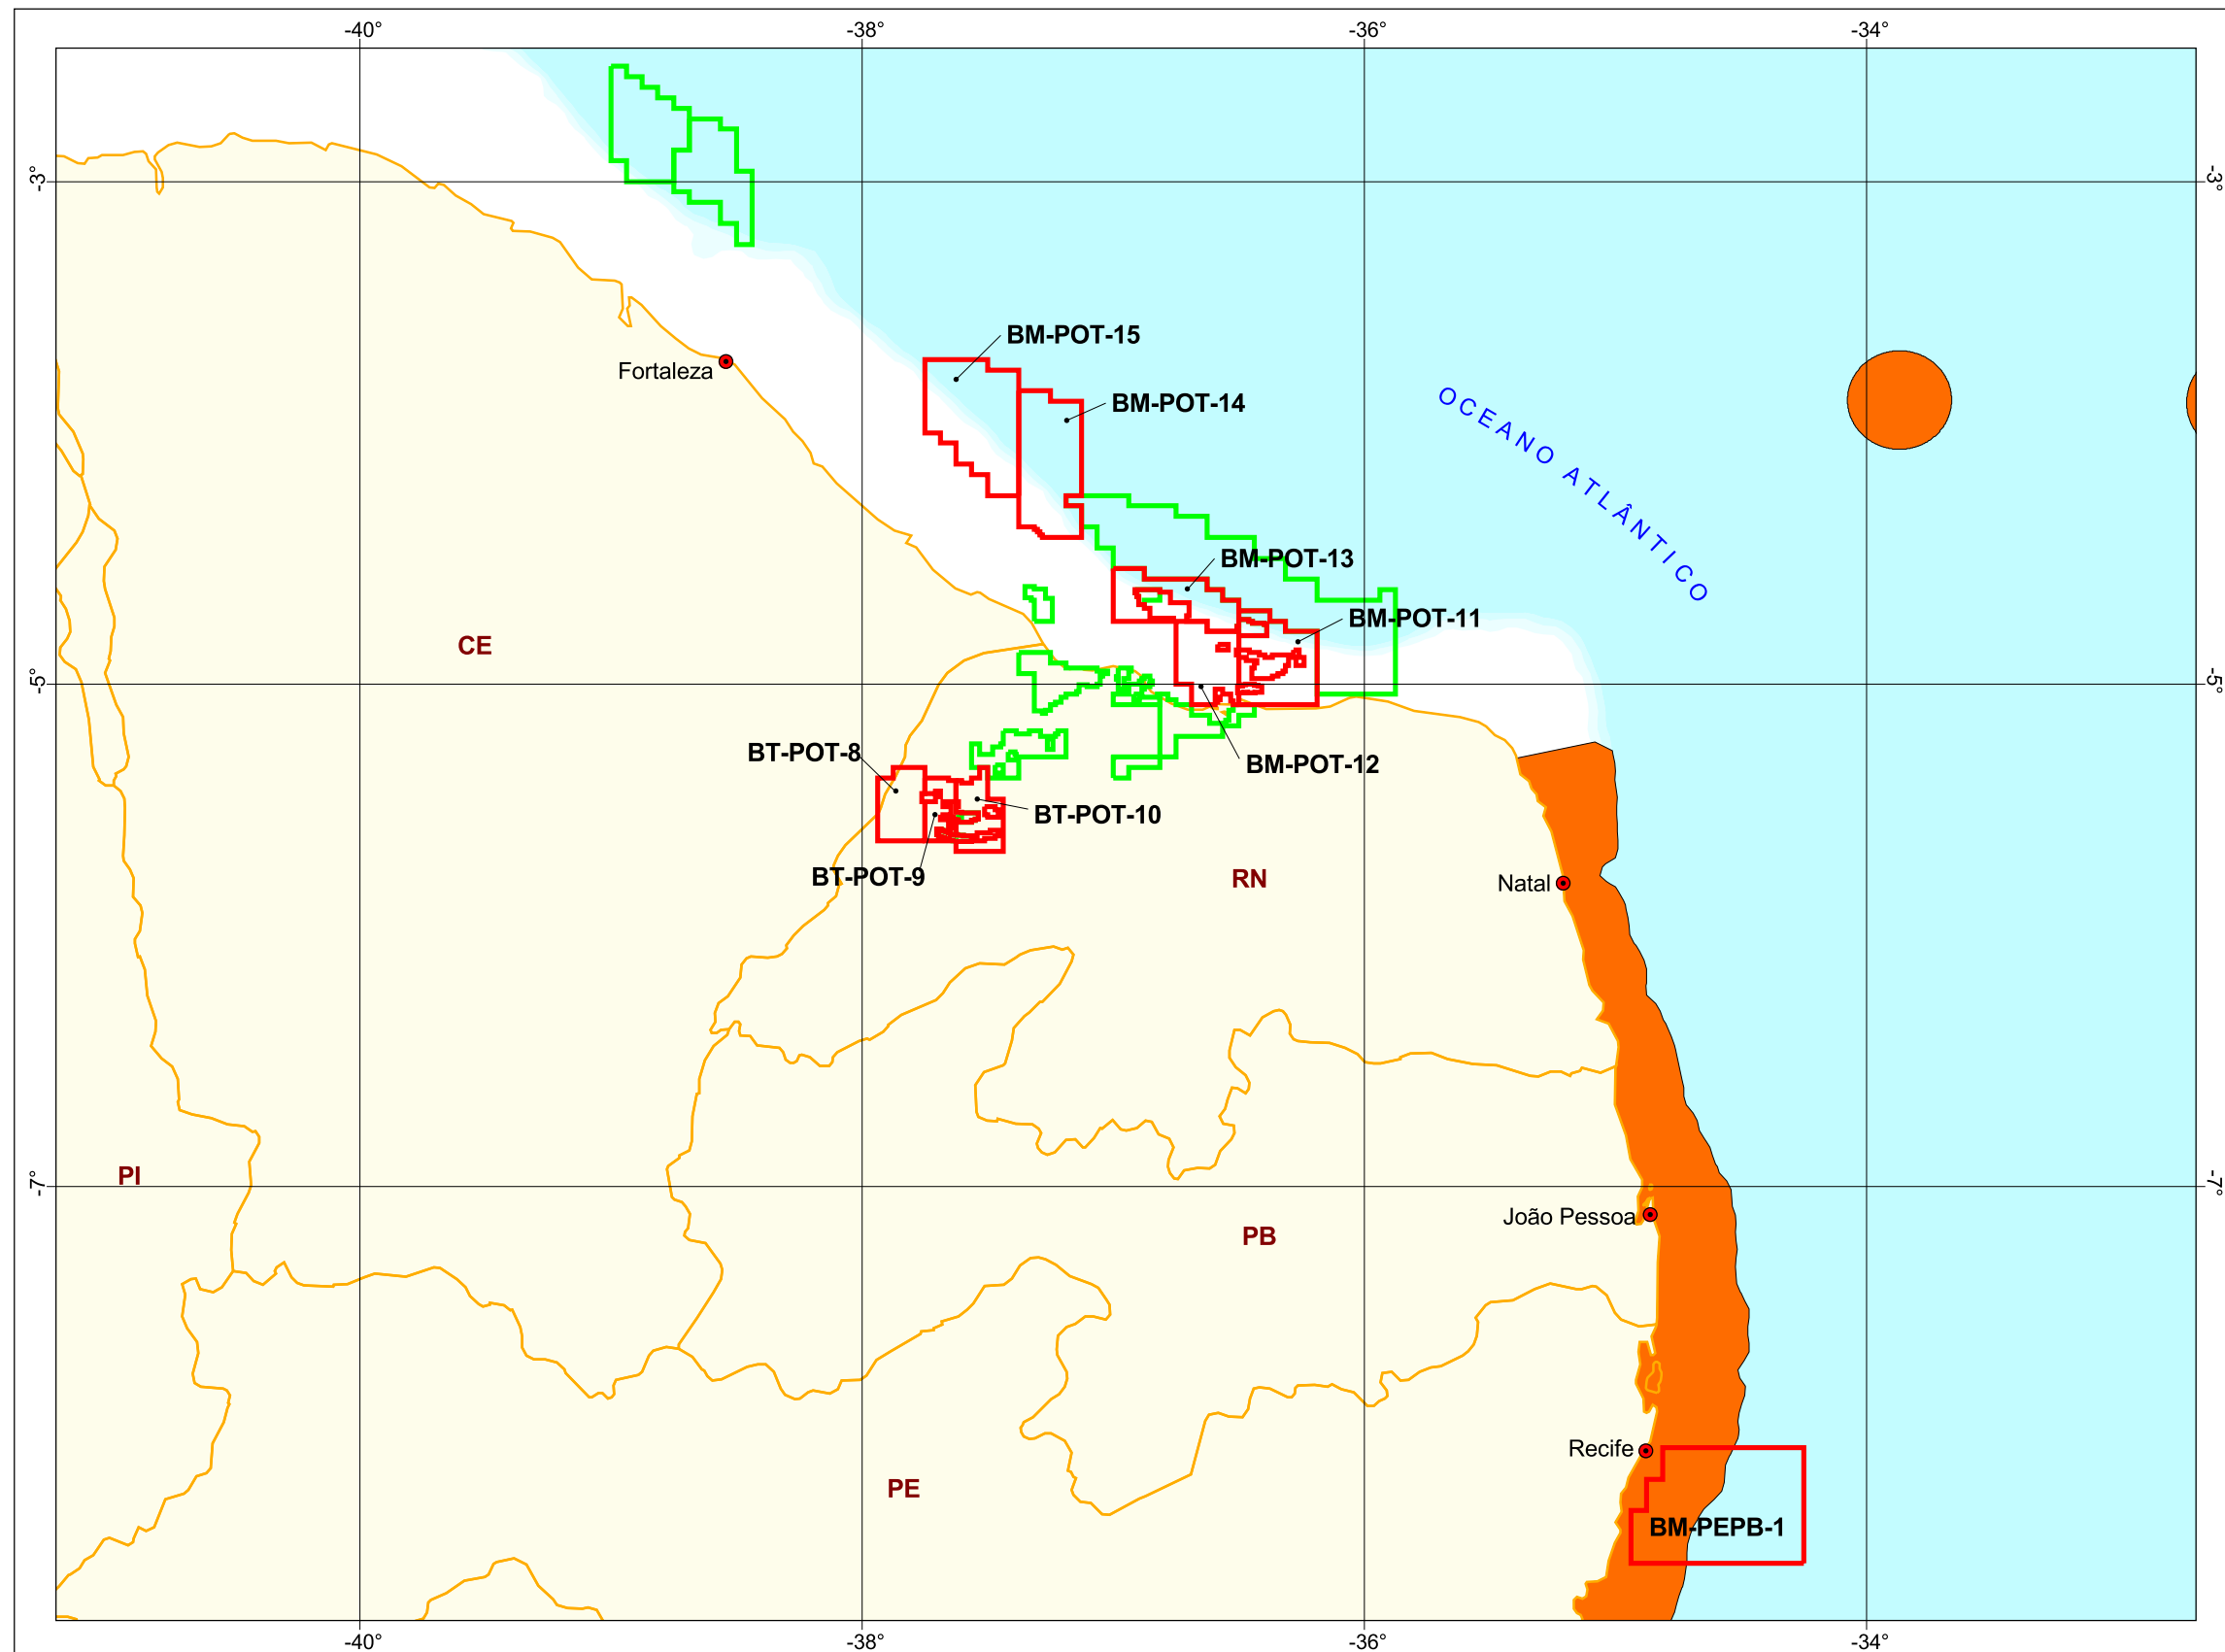 -40°
-38°
-36°
-34°
-3°
-3°
BM-POT-15
Fortaleza
BM-POT-14
OCEANO ATLÂNTICO
BM-POT-13
BM-POT-11
CE
-5°
-5°
BT-POT-8
BM-POT-12
BT-POT-10
BT-POT-9
RN
Natal
PI
-7°
-7°
João Pessoa
PB
Recife
PE
BM-PEPB-1
-40°
-38°
-36°
-34°